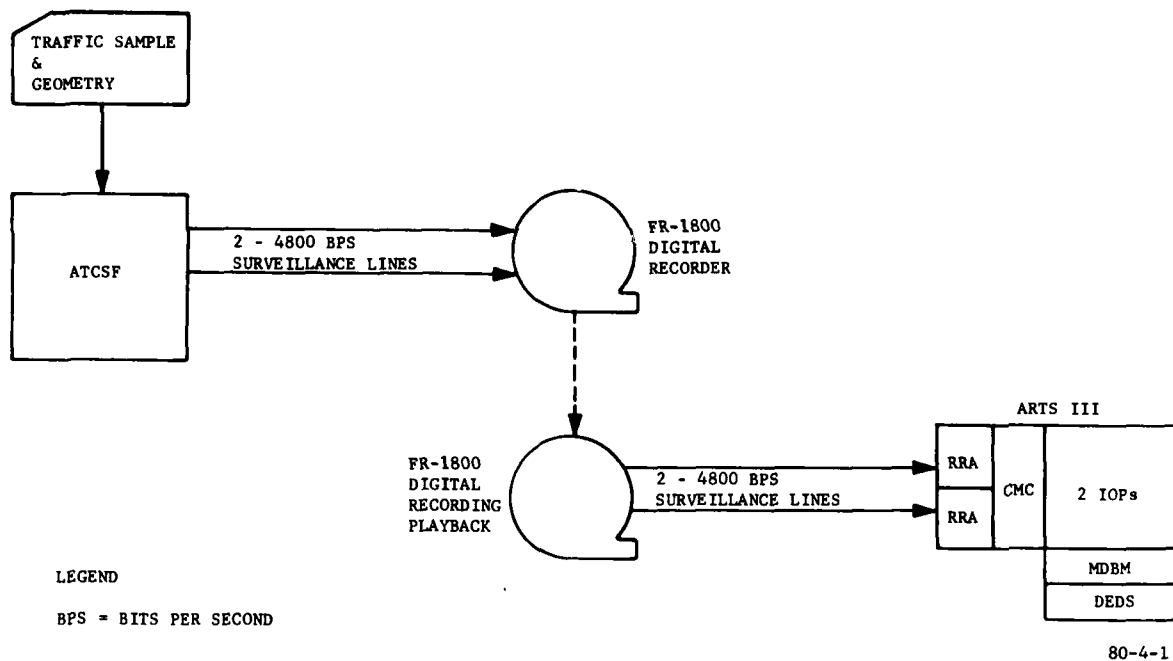 TRAFFIC SAMPLE
&
GEOMETRY
ATCSF
2 - 4800 BPS
SURVEILLANCE LINES
FR-1800
DIGITAL
RECORDER
FR-1800
DIGITAL
RECORDING
PLAYBACK
2 - 4800 BPS
SURVEILLANCE LINES
ARTS III
RRA
RRA
CMC
2 IOPs
MDBM
DEDS
LEGEND
BPS = BITS PER SECOND
80-4-1